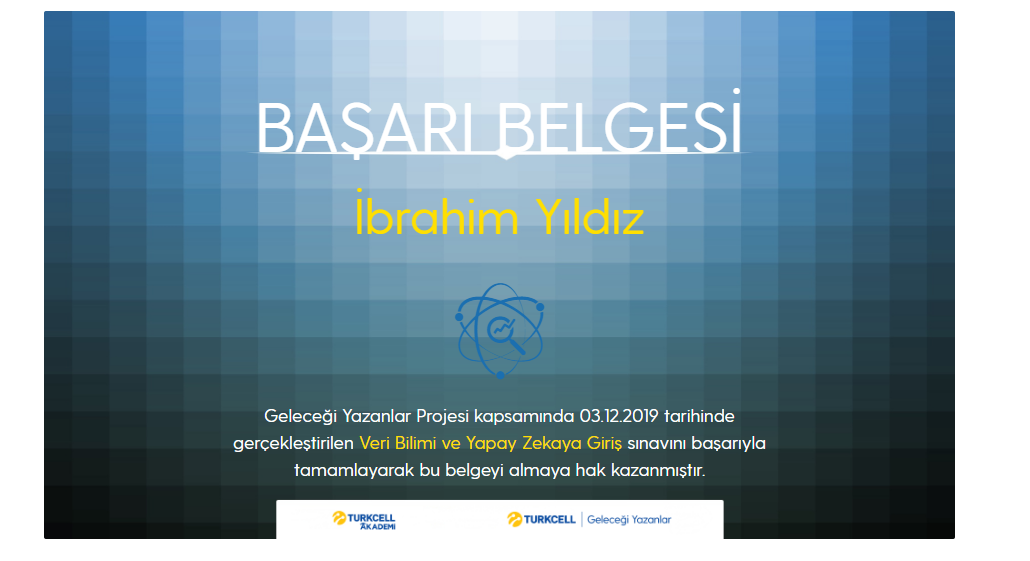 BAŞARI BELGESİ
İbrahim Yıldız
Geleceği Yazanlar Projesi kapsamında 03.12.2019 tarihinde
gerçekleştirilen Veri Bilimi ve Yapay Zekaya Giriş sınavını başarıyla
tamamlayarak bu belgeyi almaya hak kazanmıştır.
TURKCELL
AKADEMİ
TURKCELL | Geleceği Yazanlar